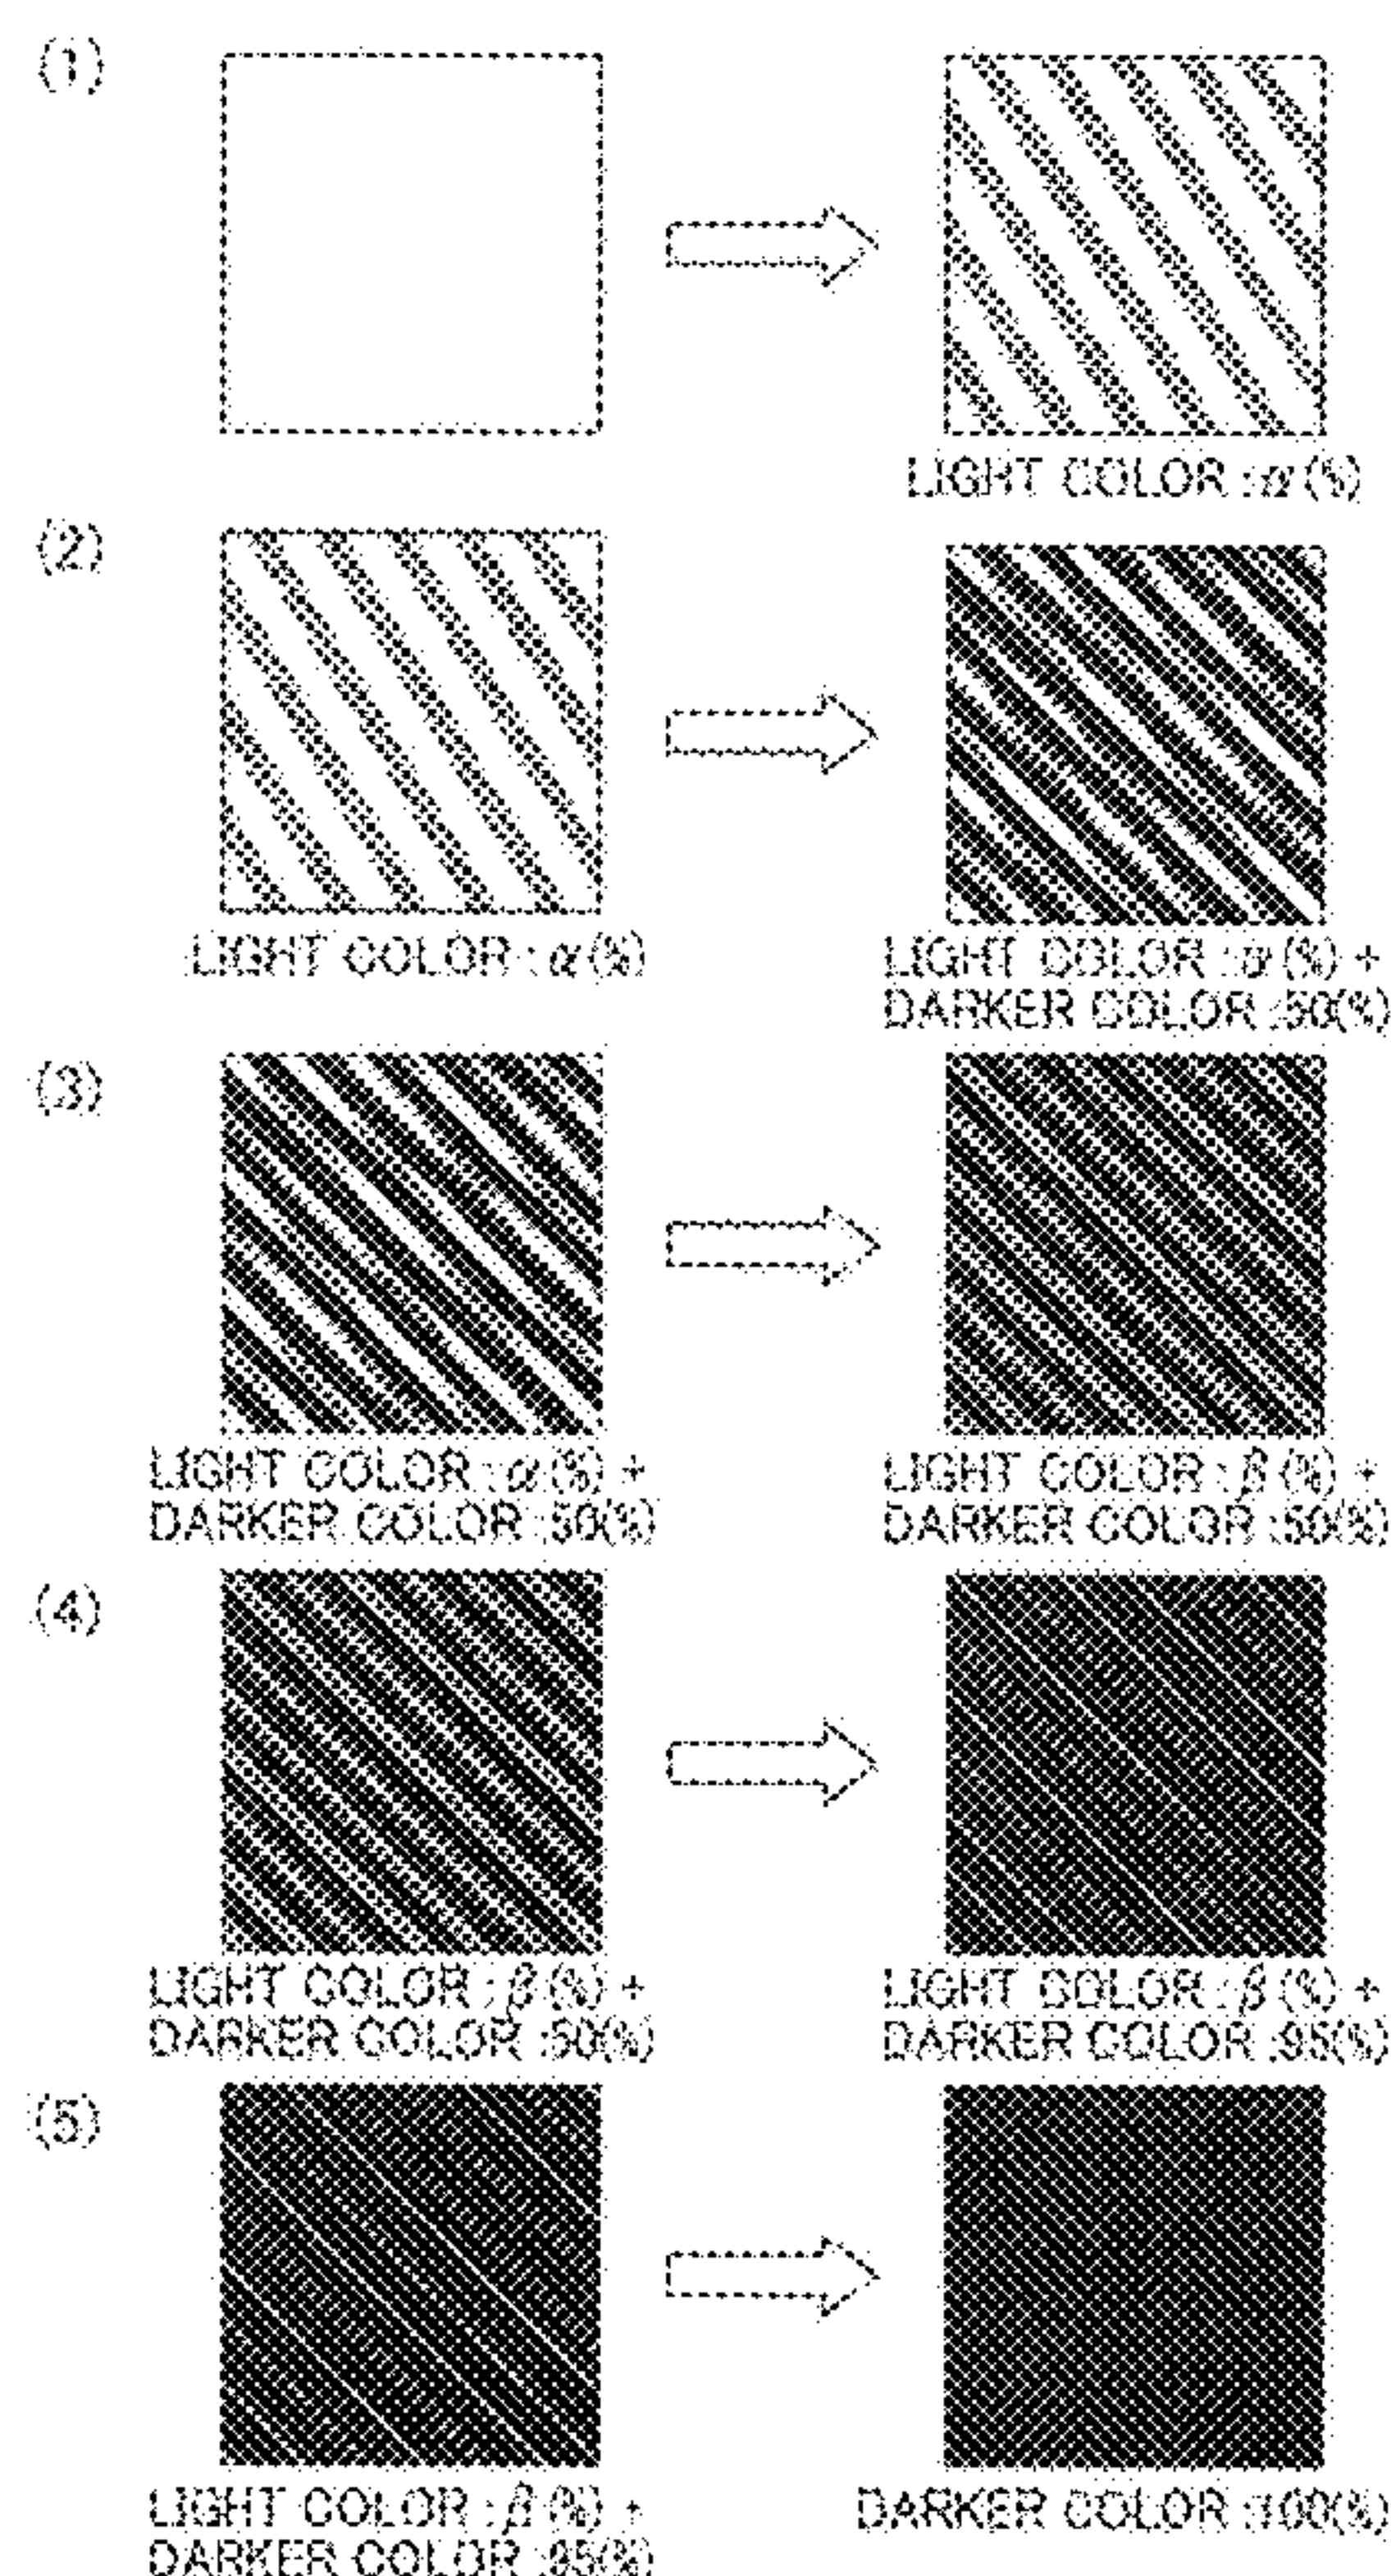 (1)
LIGHT COLOR : α (%)
(2)
LIGHT COLOR : α (%)
LIGHT COLOR : α (%) +
DARKER COLOR :50(%)
(3)
LIGHT COLOR : α (%) +
DARKER COLOR :50(%)
LIGHT COLOR : β (%) +
DARKER COLOR :50(%)
(4)
LIGHT COLOR : β (%) +
DARKER COLOR :50(%)
LIGHT COLOR : β (%) +
DARKER COLOR :95(%)
(5)
LIGHT COLOR : β (%) +
DARKER COLOR :95(%)
DARKER COLOR :100(%)